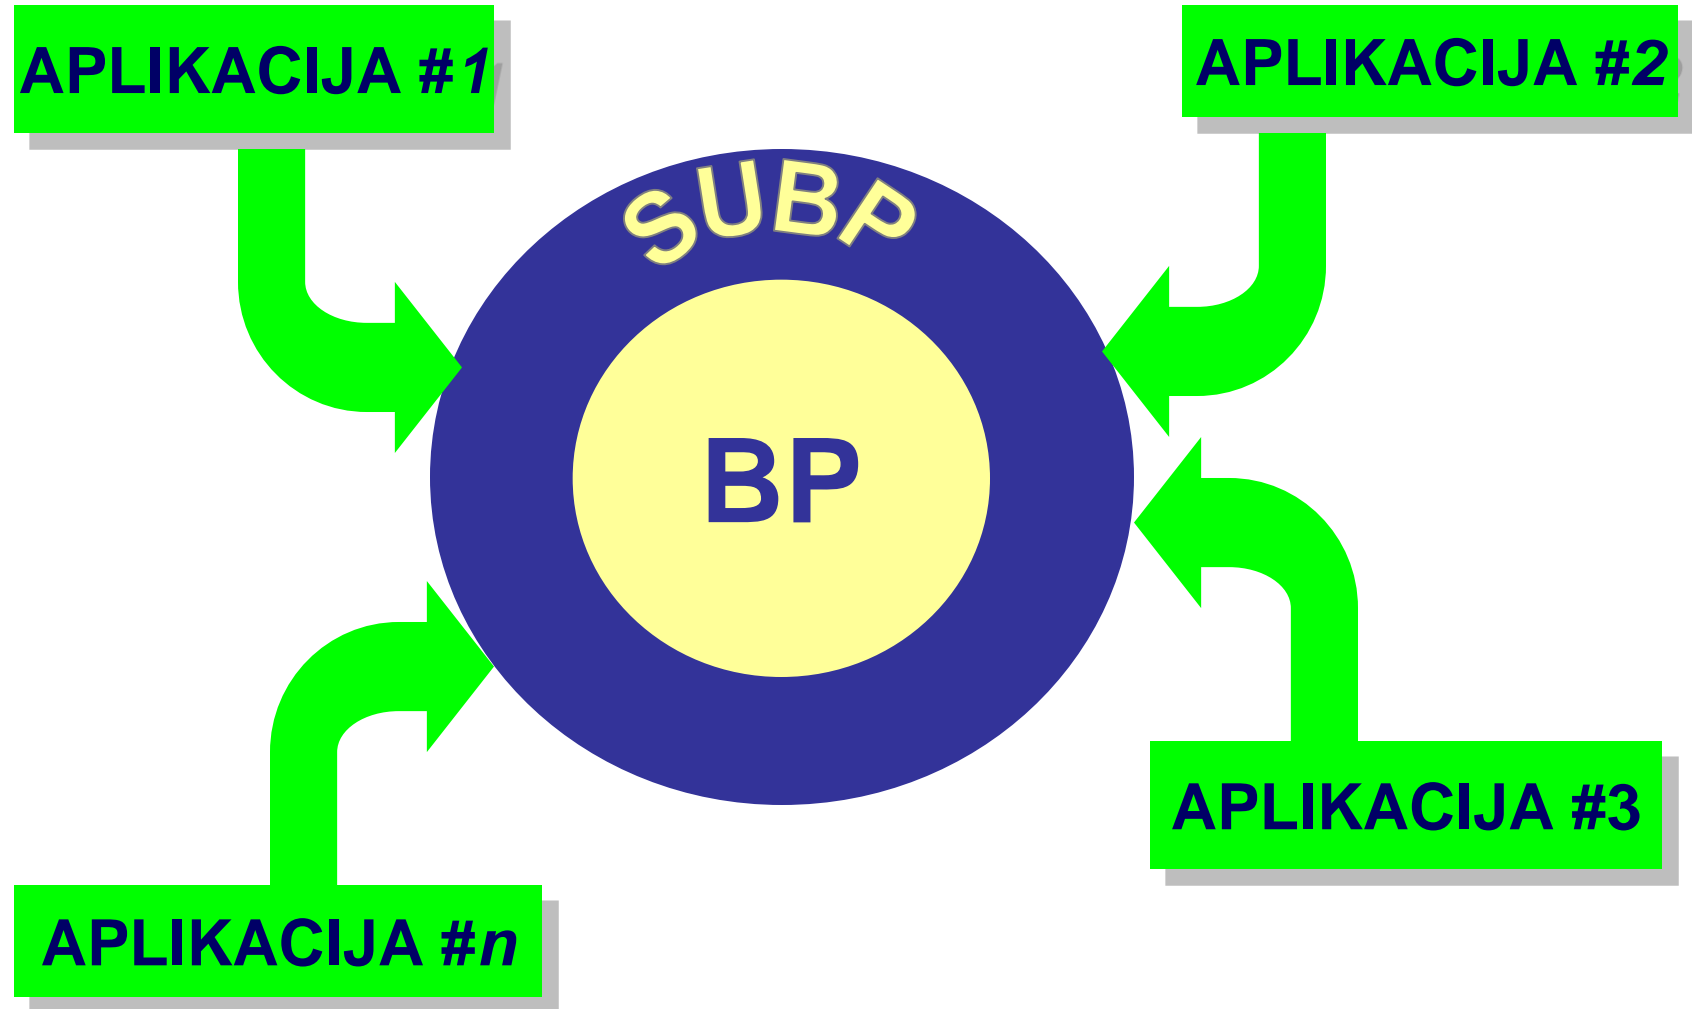 APLIKACIJA #1
APLIKACIJA #2
SUBP
BP
APLIKACIJA #3
APLIKACIJA #n